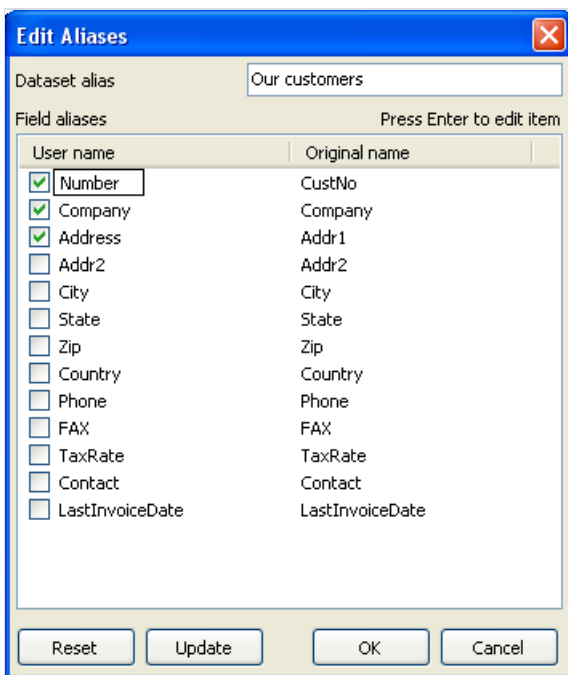 Edit Aliases
Dataset alias Our customers
Field aliases Press Enter to edit item
User name Original name
Number CustNo
Company Company
Address Addr1
Addr2 Addr2
City City
State State
Zip Zip
Country Country
Phone Phone
FAX FAX
TaxRate TaxRate
Contact Contact
LastInvoiceDate LastInvoiceDate
Reset Update OK Cancel